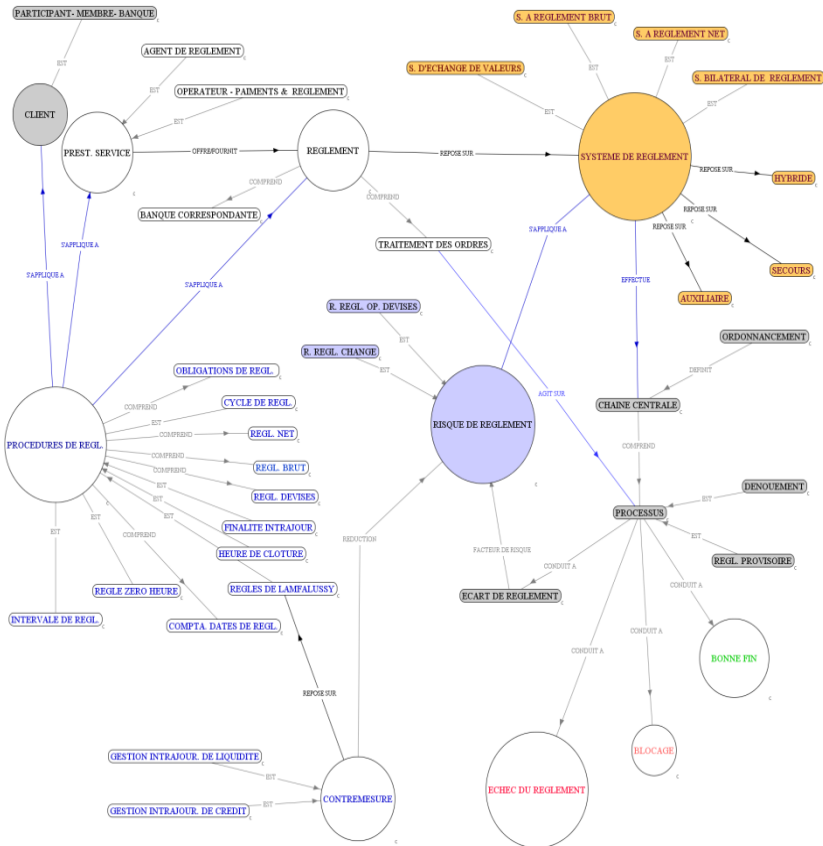 PARTICIPANT- MEMBRE- BANQUE
S. A REGLEMENT BRUT
EST
S. A REGLEMENT NET
AGENT DE REGLEMENT
EST
EST
EST
S. D'ECHANGE DE VALEURS
S. BILATERAL DE REGLEMENT
EST
OPERATEUR - PAIMENTS & REGLEMENT
EST
EST
EST
CLIENT
PREST. SERVICE
OFFRE/FOURNIT
REGLEMENT
REPOSE SUR
SYSTEME DE REGLEMENT
REPOSE SUR
HYBRIDE
COMPREND
COMPREND
BANQUE CORRESPONDANTE
REPOSE SUR
REPOSE SUR
S'APPLIQUE A
TRAITEMENT DES ORDRES
S'APPLIQUE A
S'APPLIQUE A
S'APPLIQUE A
SECOURS
EFFECTUE
AUXILIAIRE
R. REGL. OP. DEVISES
EST
ORDONNANCEMENT
R. REGL. CHANGE
EST
DEFINIT
OBLIGATIONS DE REGL.
COMPREND
CYCLE DE REGL.
EST
AGIT SUR
CHAINE CENTRALE
RISQUE DE REGLEMENT
PROCEDURES DE REGL.
COMPREND
REGL. NET
COMPREND
COMPREND
REGL. BRUT
COMPREND
REGL. DEVISES
DENOUEMENT
EST
EST
PROCESSUS
FINALITE INTRAJOUR
EST
EST
EST
COMPREND
EST
REDUCTION
HEURE DE CLOTURE
FACTEUR DE RISQUE
CONDUIT A
REGL. PROVISOIRE
REGLE ZERO HEURE
REGLES DE LAMFALUSSY
ECART DE REGLEMENT
CONDUIT A
INTERVALE DE REGL.
COMPTA. DATES DE REGL.
CONDUIT A
CONDUIT A
BONNE FIN
REPOSE SUR
BLOCAGE
GESTION INTRAJOUR. DE LIQUIDITE
EST
ECHEC DU REGLEMENT
CONTREMESURE
EST
GESTION INTRAJOUR. DE CREDIT